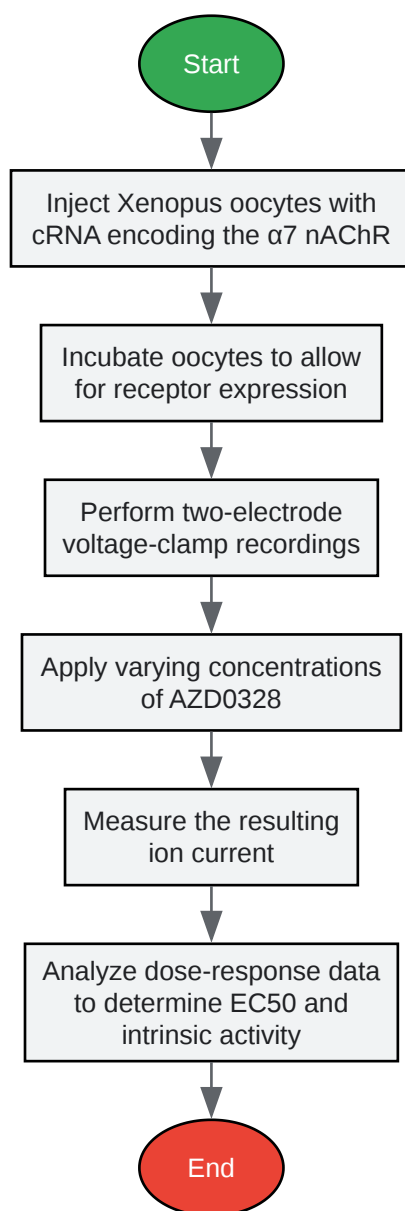 Start
Inject Xenopus oocytes with
cRNA encoding the α7 nAChR
Incubate oocytes to allow
for receptor expression
Perform two-electrode
voltage-clamp recordings
Apply varying concentrations
of AZD0328
Measure the resulting
ion current
Analyze dose-response data
to determine EC50 and
intrinsic activity
End